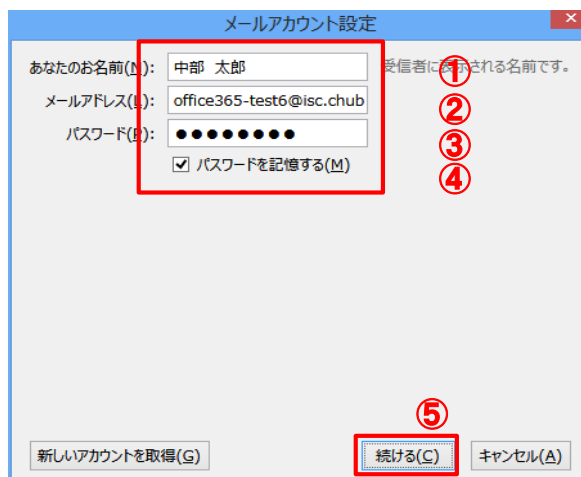 メールアカウント設定
あなたのお名前(N): 中部 太郎 受信者に表示される名前です。 ①
メールアドレス(L): office365-test6@isc.chub ②
パスワード(P): ●●●●●●●● ③
パスワードを記憶する(M) ④
⑤
新しいアカウントを取得(G) 続ける(C) キャンセル(A)